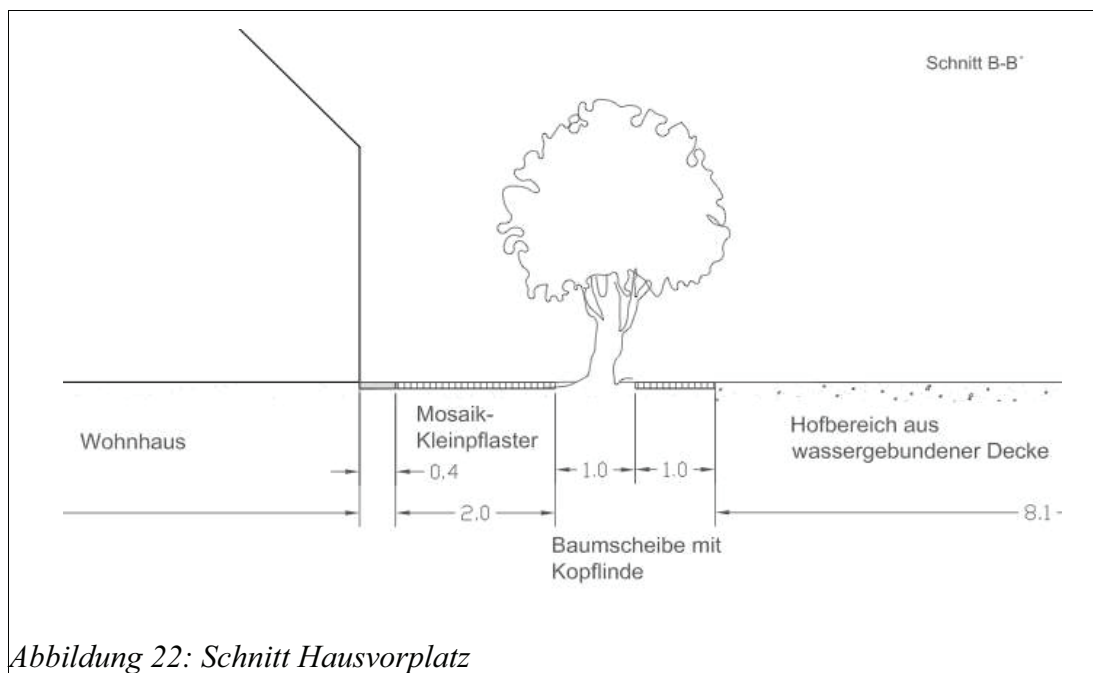 Schnitt B-B'
Mosaik-
Kleinpflaster
Wohnhaus
Hofbereich aus
wassergebundener Decke
0.4
1.0
1.0
2.0
8.1
Baumscheibe mit
Kopflinde
Abbildung 22: Schnitt Hausvorplatz